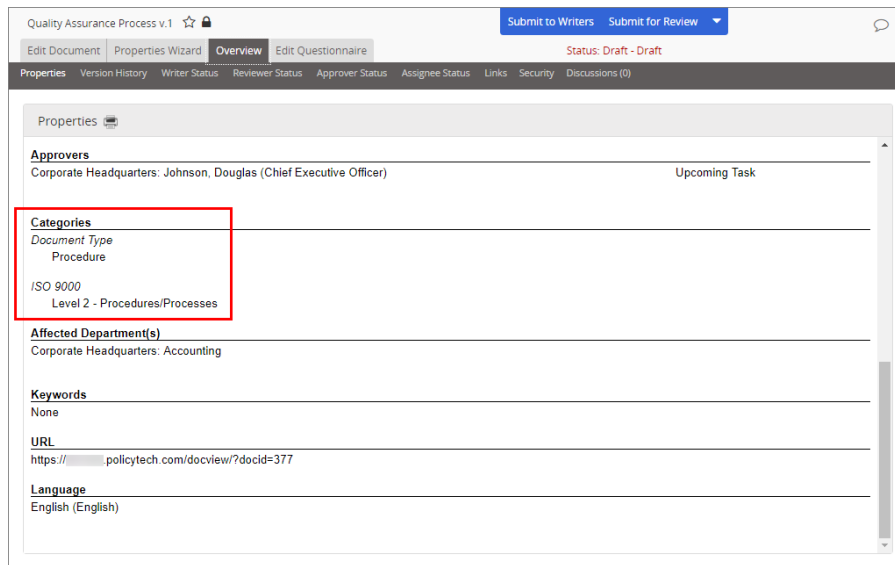 Quality Assurance Process v.1
Submit to Writers Submit for Review
Edit Document Properties Wizard Overview Edit Questionnaire
Status: Draft - Draft
Properties Version History Writer Status Reviewer Status Approver Status Assignee Status Links Security Discussions (0)
Properties
Approvers
Corporate Headquarters: Johnson, Douglas (Chief Executive Officer) Upcoming Task
Categories
Document Type
Procedure
ISO 9000
Level 2 - Procedures/Processes
Affected Department(s)
Corporate Headquarters: Accounting
Keywords
None
URL
https:// .policytech.com/docview/?docid=377
Language
English (English)